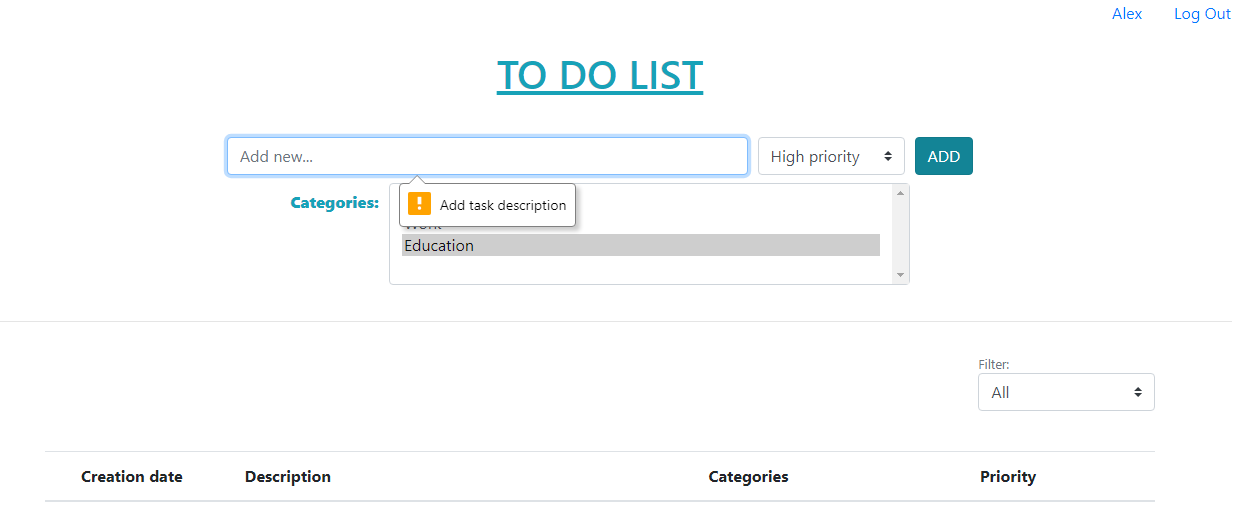 Alex Log Out
TO DO LIST
Add new... High priority ADD
Categories: Add task description
Education
Filter:
All
Creation date Description Categories Priority